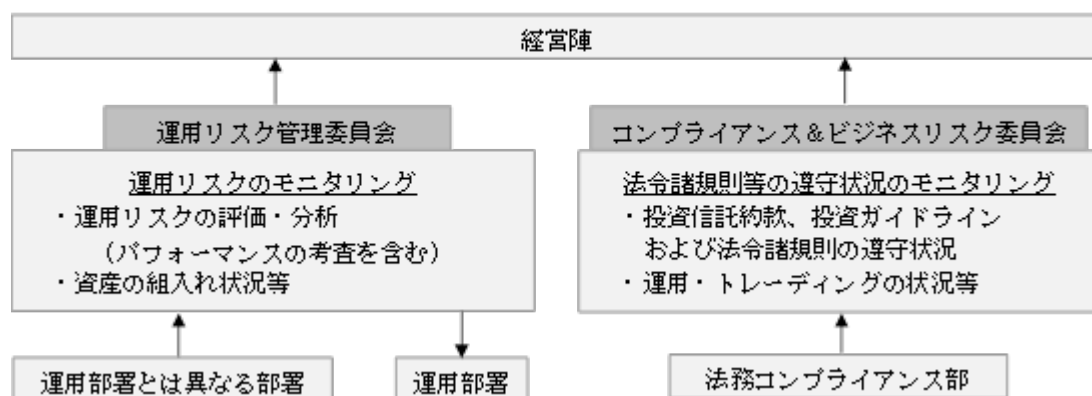 経営陣
運用リスク管理委員会
運用リスクのモニタリング
・運用リスクの評価・分析
（パフォーマンスの考査を含む）
・資産の組入れ状況等
運用部署とは異なる部署
運用部署
コンプライアンス＆ビジネスリスク委員会
法令諸規則等の遵守状況のモニタリング
・投資信託約款、投資ガイドライン
および法令諸規則の遵守状況
・運用・トレーディングの状況等
法務コンプライアンス部